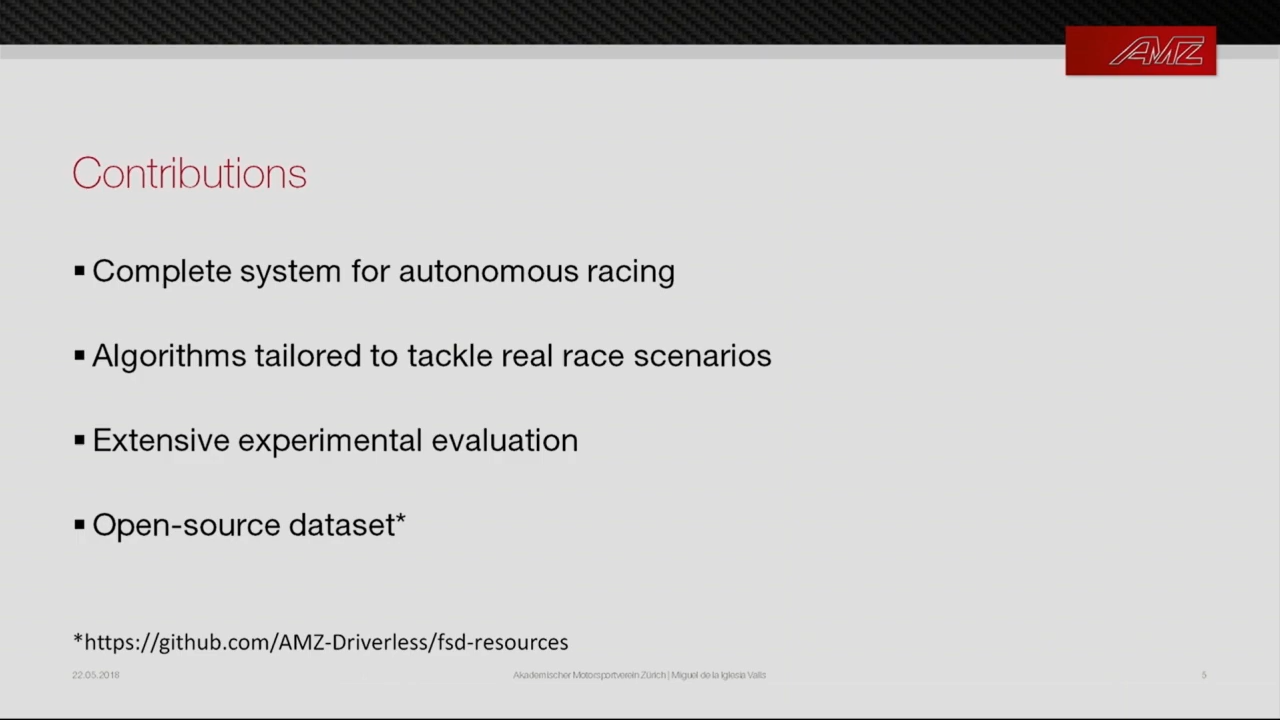 AMZ
Contributions
▪ Complete system for autonomous racing
▪ Algorithms tailored to tackle real race scenarios
▪ Extensive experimental evaluation
▪ Open-source dataset*
*https://github.com/AMZ-Driverless/fsd-resources
22.05.2018 Akademischer Motorsportverein Zürich | Miguel de la Iglesia Valls 5